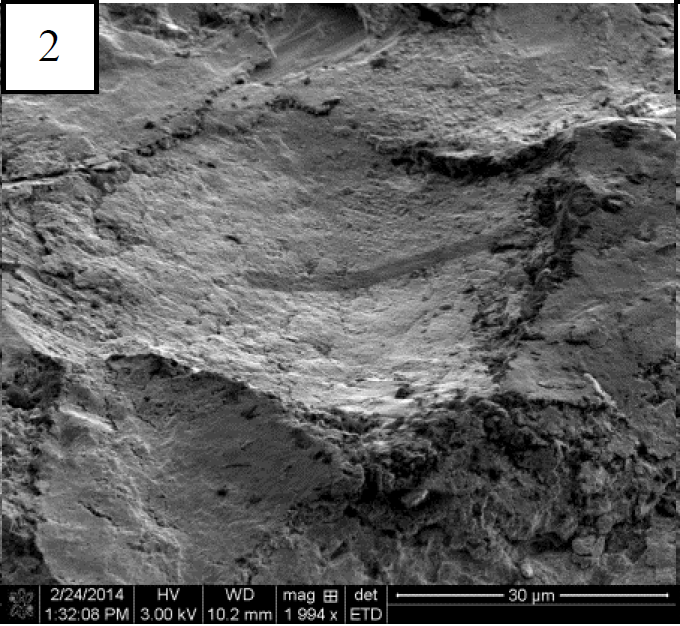 2
2/24/2014 HV WD mag ⊞ det 30 µm
1:32:08 PM 3.00 kV 10.2 mm 1 994 x ETD